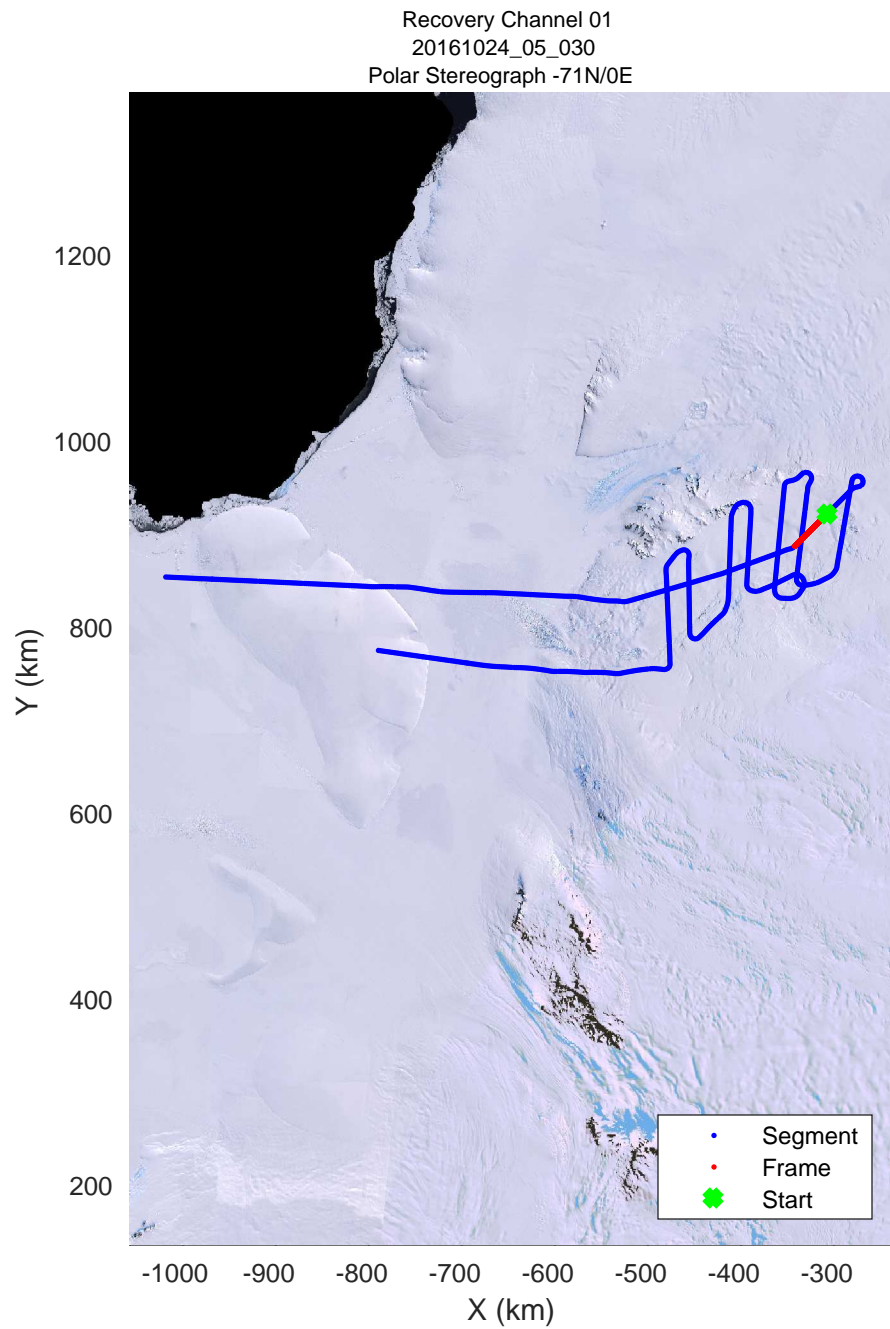 Recovery Channel 01
20161024_05_030
Polar Stereograph -71N/0E
1200
1000
800
600
400
200
Y (km)
-1000 -900 -800 -700 -600 -500 -400 -300
X (km)
Segment
Frame
Start